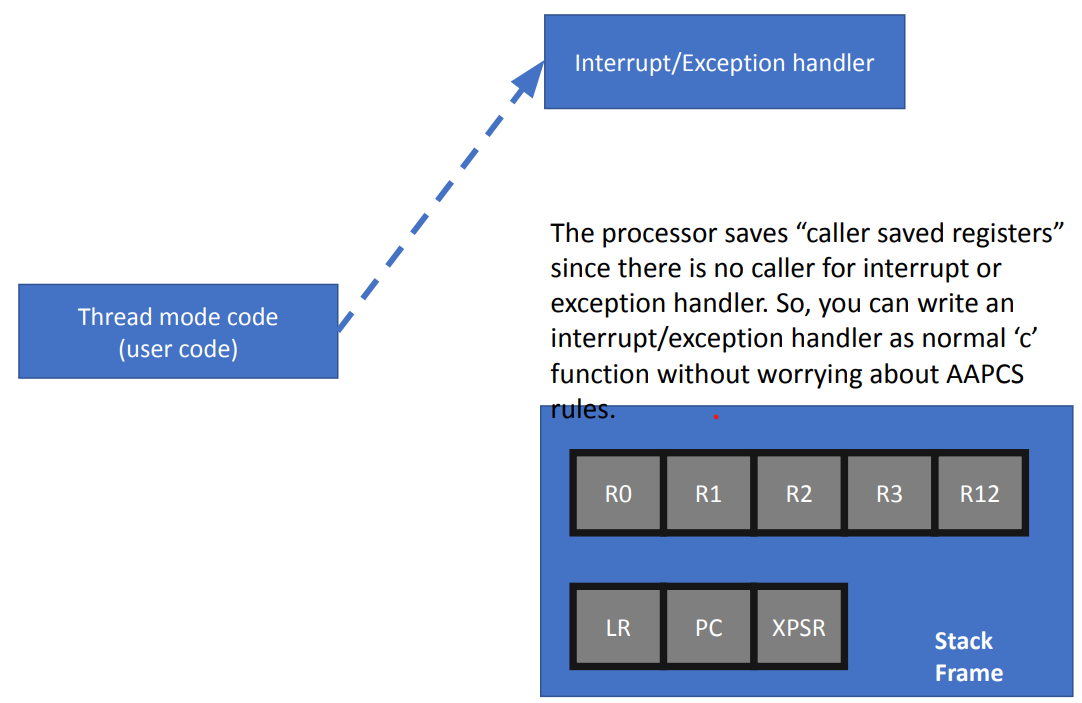 Interrupt/Exception handler
Thread mode code
(user code)
The processor saves “caller saved registers”
since there is no caller for interrupt or
exception handler. So, you can write an
interrupt/exception handler as normal ‘c’
function without worrying about AAPCS
rules.
R0 R1 R2 R3 R12
LR PC XPSR
Stack
Frame